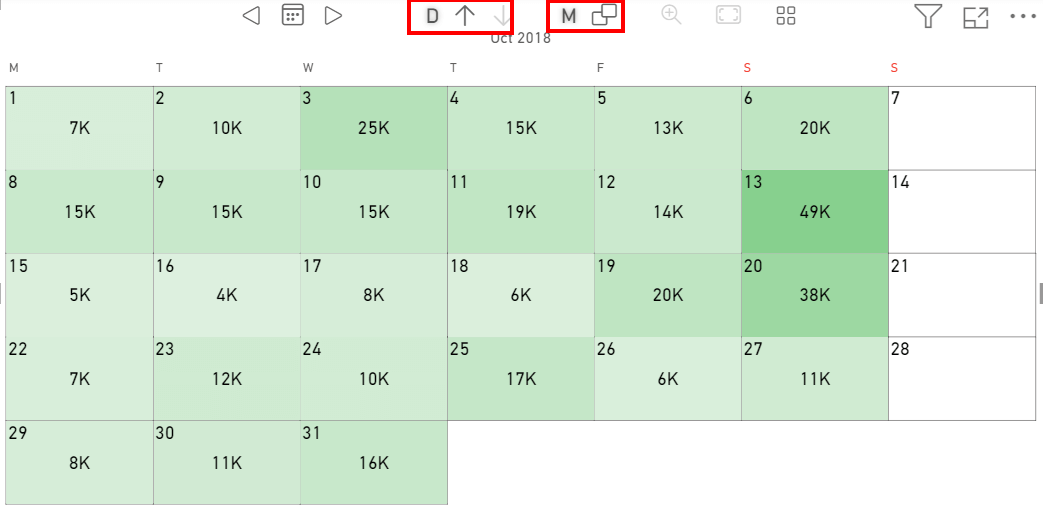 D M
Oct 2018
M T W T F S S
1 2 3 4 5 6 7
7K 10K 25K 15K 13K 20K
8 9 10 11 12 13 14
15K 15K 15K 19K 14K 49K
15 16 17 18 19 20 21
5K 4K 8K 6K 20K 38K
22 23 24 25 26 27 28
7K 12K 10K 17K 6K 11K
29 30 31
8K 11K 16K